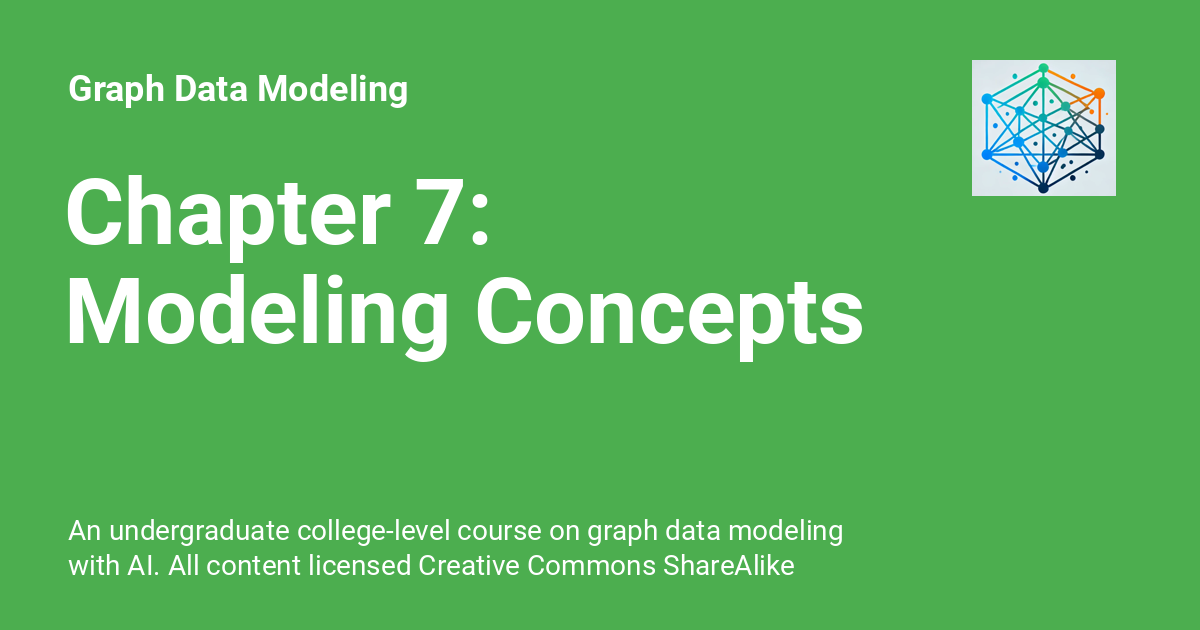 Graph Data Modeling
Chapter 7:
Modeling Concepts
An undergraduate college-level course on graph data modeling
with AI. All content licensed Creative Commons ShareAlike